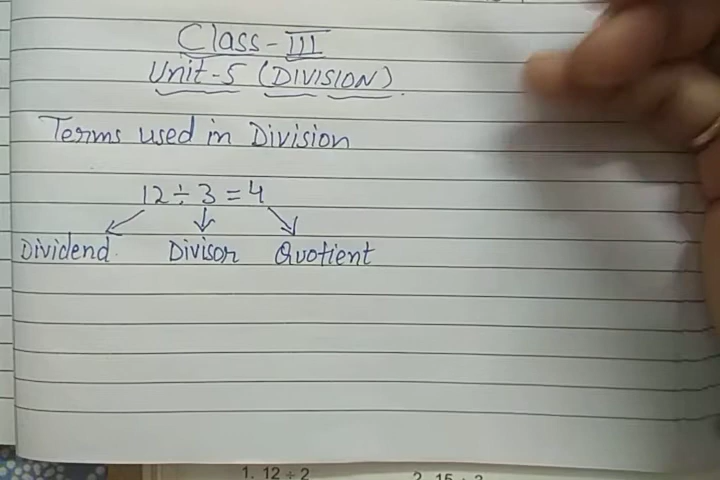 Class-III
Unit-5 (DIVISION).
Terms used in Division
12÷3=4
Dividend. Divisor Quotient
1. 12 ÷ 2